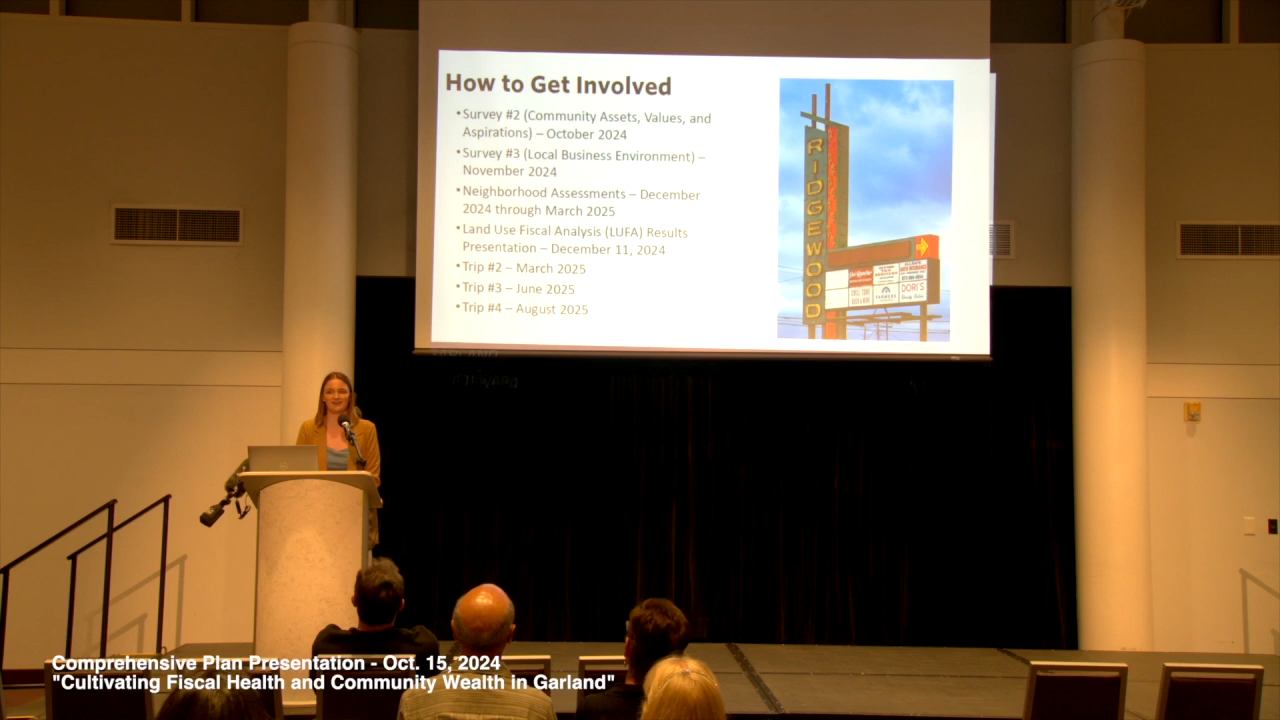 How to Get Involved
•Survey #2 (Community Assets, Values, and
Aspirations) – October 2024
•Survey #3 (Local Business Environment) –
November 2024
•Neighborhood Assessments – December
2024 through March 2025
•Land Use Fiscal Analysis (LUFA) Results
Presentation – December 11, 2024
•Trip #2 – March 2025
•Trip #3 – June 2025
•Trip #4 – August 2025
RIDGEWOOD
FARMERS
DORI'S
Comprehensive Plan Presentation - Oct. 15, 2024
"Cultivating Fiscal Health and Community Wealth in Garland"